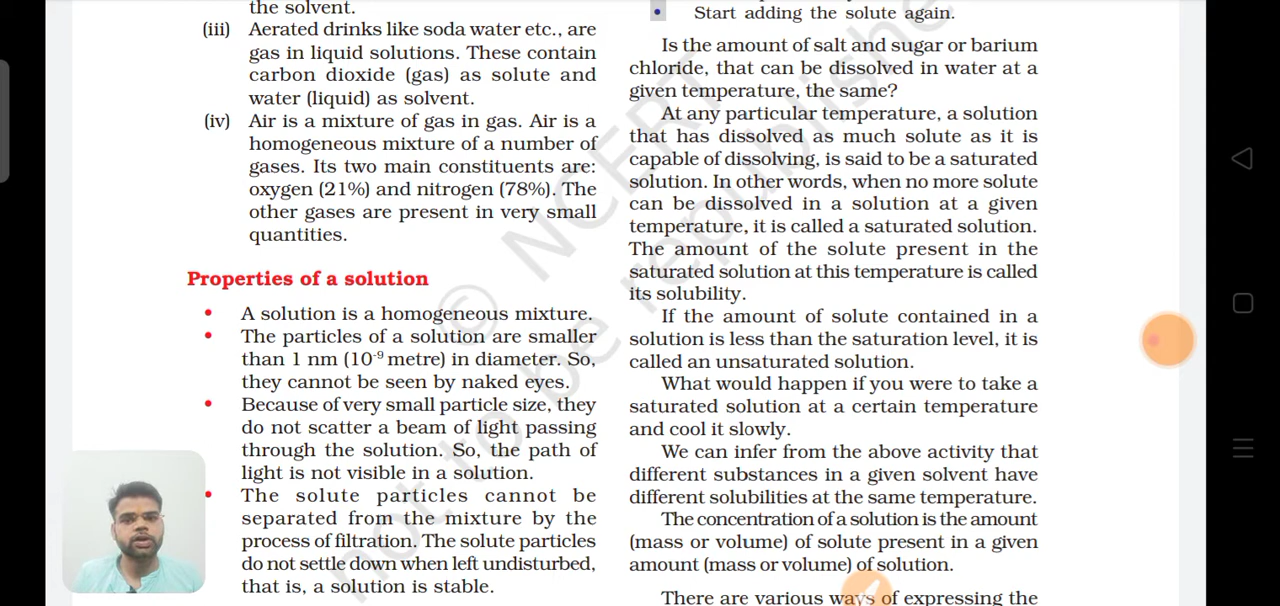 the solvent.
(iii) Aerated drinks like soda water etc., are
gas in liquid solutions. These contain
carbon dioxide (gas) as solute and
water (liquid) as solvent.
(iv) Air is a mixture of gas in gas. Air is a
homogeneous mixture of a number of
gases. Its two main constituents are:
oxygen (21%) and nitrogen (78%). The
other gases are present in very small
quantities.
Properties of a solution
• A solution is a homogeneous mixture.
• The particles of a solution are smaller
than 1 nm (10⁻⁹ metre) in diameter. So,
they cannot be seen by naked eyes.
• Because of very small particle size, they
do not scatter a beam of light passing
through the solution. So, the path of
light is not visible in a solution.
• The solute particles cannot be
separated from the mixture by the
process of filtration. The solute particles
do not settle down when left undisturbed,
that is, a solution is stable.
• Start adding the solute again.
Is the amount of salt and sugar or barium
chloride, that can be dissolved in water at a
given temperature, the same?
At any particular temperature, a solution
that has dissolved as much solute as it is
capable of dissolving, is said to be a saturated
solution. In other words, when no more solute
can be dissolved in a solution at a given
temperature, it is called a saturated solution.
The amount of the solute present in the
saturated solution at this temperature is called
its solubility.
If the amount of solute contained in a
solution is less than the saturation level, it is
called an unsaturated solution.
What would happen if you were to take a
saturated solution at a certain temperature
and cool it slowly.
We can infer from the above activity that
different substances in a given solvent have
different solubilities at the same temperature.
The concentration of a solution is the amount
(mass or volume) of solute present in a given
amount (mass or volume) of solution.
There are various ways of expressing the
© NCERT
not to be republishe